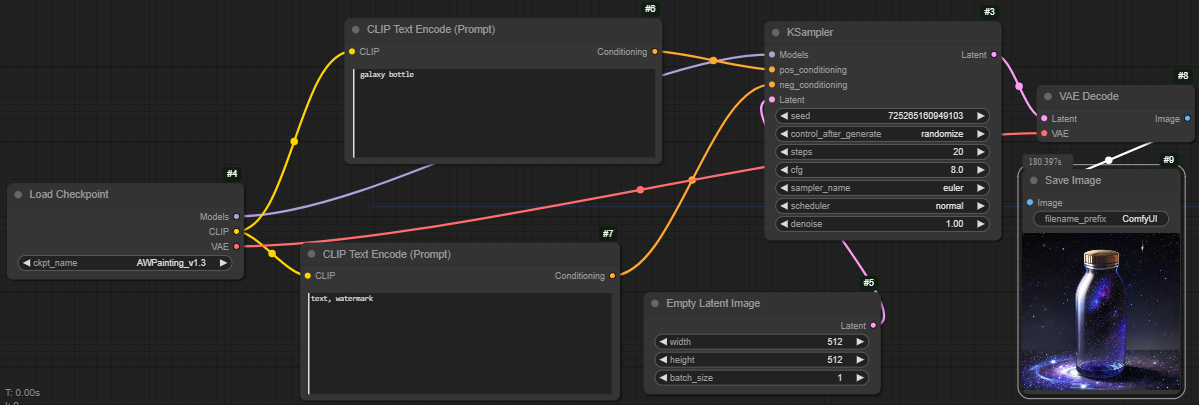 #6
CLIP Text Encode (Prompt)
CLIP
Conditioning
galaxy bottle
#4
Load Checkpoint
Models
CLIP
VAE
ckpt_name AWPainting_v1.3
#7
CLIP Text Encode (Prompt)
CLIP
Conditioning
text, watermark
#3
KSampler
Models
Latent
pos_conditioning
neg_conditioning
Latent
seed 725265160949103
control_after_generate randomize
steps 20
cfg 8.0
sampler_name euler
scheduler normal
denoise 1.00
#5
Empty Latent Image
Latent
width 512
height 512
batch_size 1
#8
VAE Decode
Latent
Image
VAE
180.397s
#9
Save Image
Image
filename_prefix ComfyUI
T: 0.00s